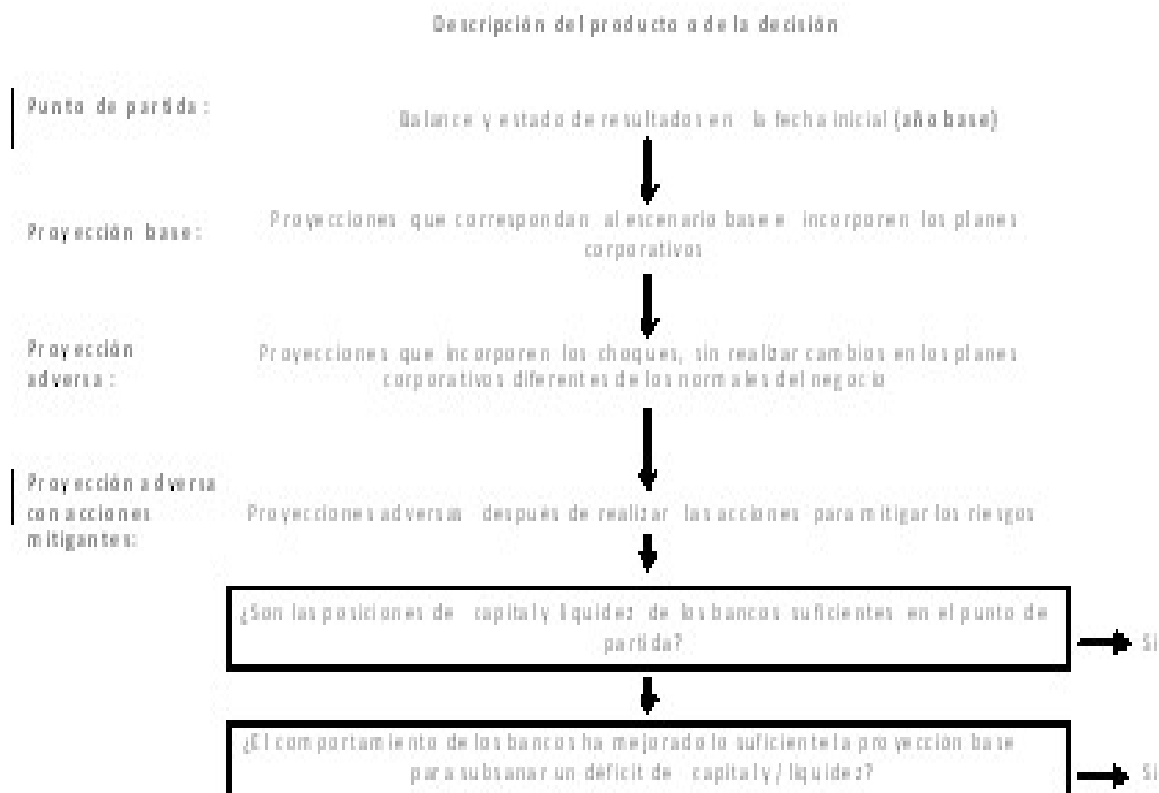 Descripción del producto o de la decisión
Punto de partida:
Balance y estado de resultados en la fecha inicial (año base)
Proyección base:
Proyecciones que correspondan al escenario base e incorporen los planes
corporativos
Proyección
adversa:
Proyecciones que incorporen los choques, sin realizar cambios en los planes
corporativos diferentes de los normales del negocio
Proyección adversa
con acciones
mitigantes:
Proyecciones adversas después de realizar las acciones para mitigar los riesgos
¿Son las posiciones de capital y liquidez de los bancos suficientes en el punto de
partida?
Sí
¿El comportamiento de los bancos ha mejorado lo suficiente la proyección base
para subsanar un déficit de capital y / liquidez?
Sí